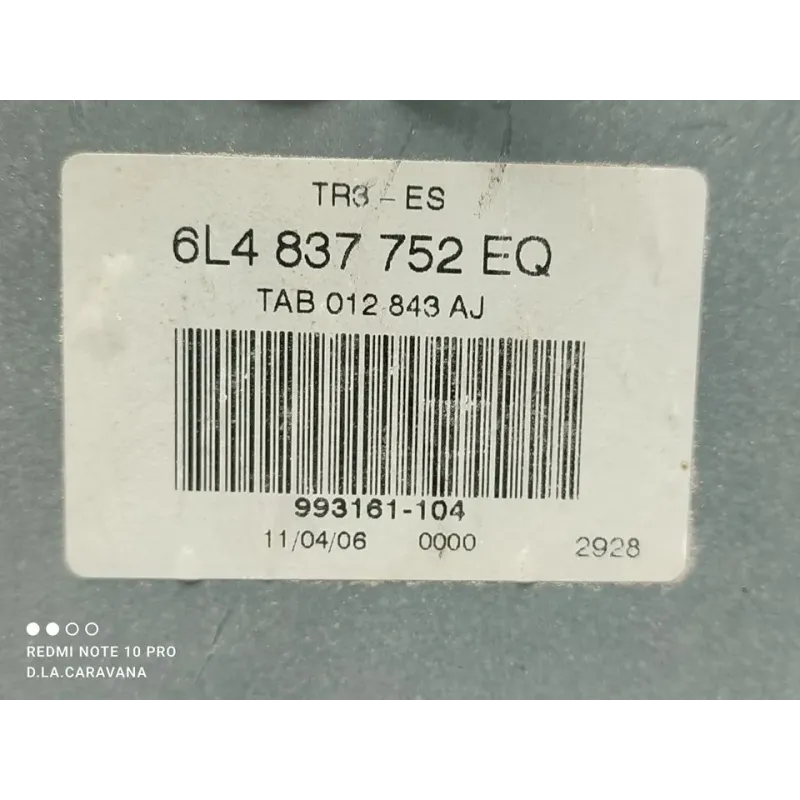 TR3 - ES
6L4 837 752 EQ
TAB 012 843 AJ
993161-104
11/04/06 0000 2928
REDMI NOTE 10 PRO
D.LA.CARAVANA